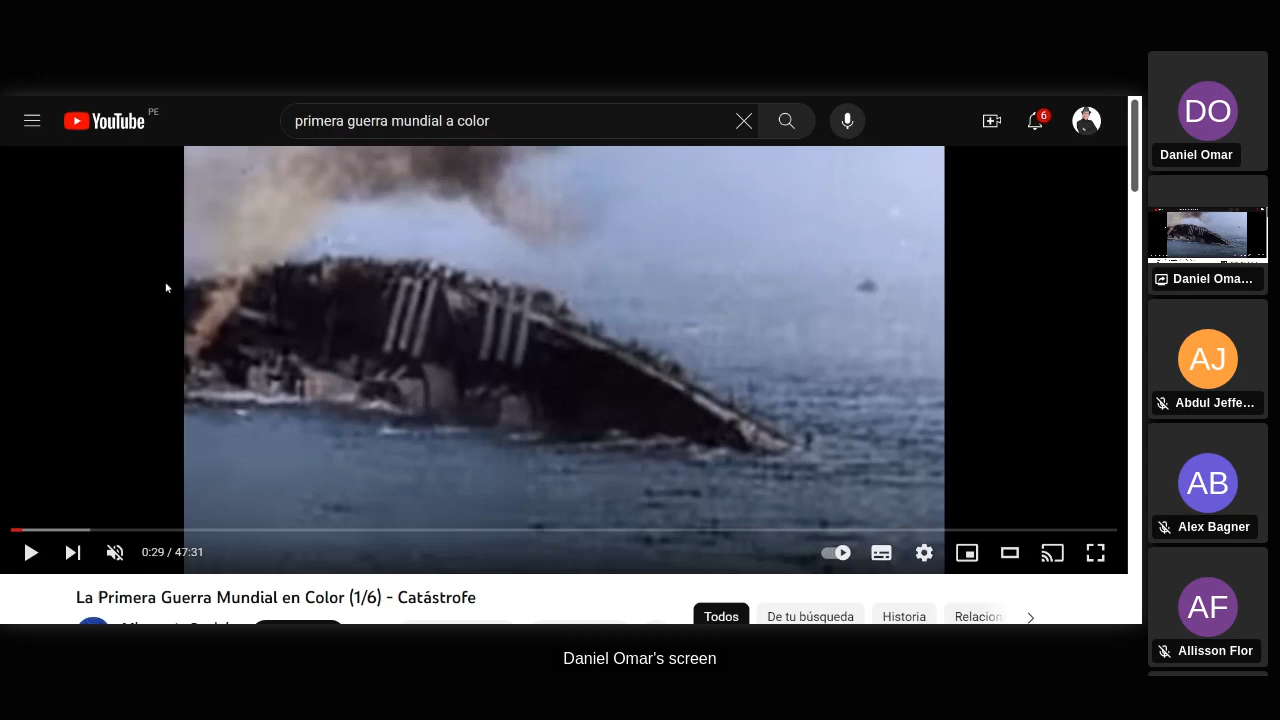 YouTube PE
primera guerra mundial a color
6
0:29 / 47:31
La Primera Guerra Mundial en Color (1/6) - Catástrofe
Todos
De tu búsqueda
Historia
Relacion
Daniel Omar's screen
DO
Daniel Omar
Daniel Oma...
AJ
Abdul Jeffe...
AB
Alex Bagner
AF
Allisson Flor